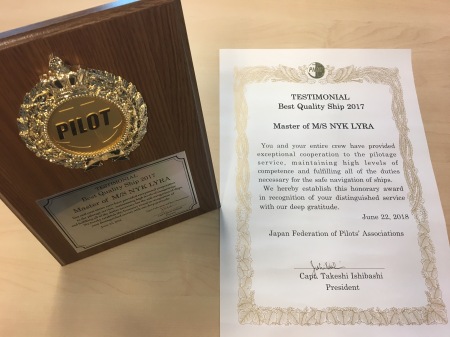 PILOT
TESTIMONIAL
Best Quality Ship 2017
Master of M/S NYK LYRA
TESTIMONIAL
Best Quality Ship 2017
Master of M/S NYK LYRA
You and your entire crew have provided
exceptional cooperation to the pilotage
service, maintaining high levels of
competence and fulfilling all of the duties
necessary for the safe navigation of ships.
We hereby establish this honorary award
in recognition of your distinguished service
with our deep gratitude.
June 22, 2018
Japan Federation of Pilots' Associations
Capt. Takeshi Ishibashi
President